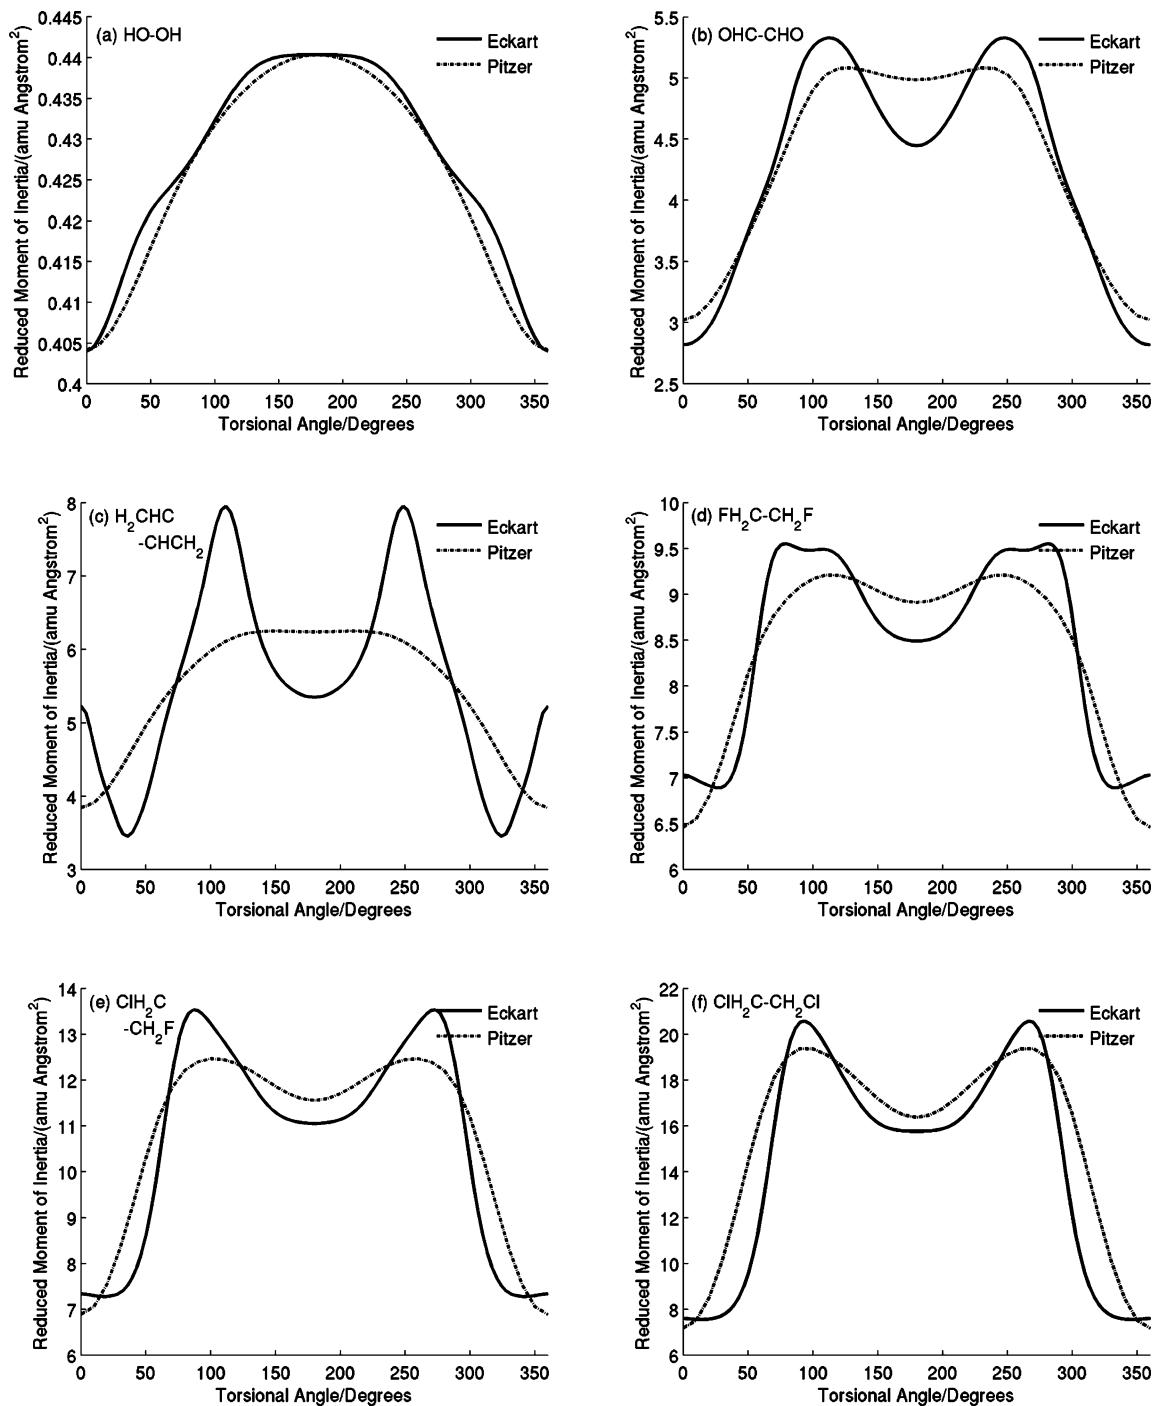 (a) HO-OH
Eckart
Pitzer
0.445
0.44
0.435
0.43
0.425
0.42
0.415
0.41
0.405
0.4
0 50 100 150 200 250 300 350
Torsional Angle/Degrees
Reduced Moment of Inertia/(amu Angstrom²)
(b) OHC-CHO
Eckart
Pitzer
5.5
5
4.5
4
3.5
3
2.5
0 50 100 150 200 250 300 350
Torsional Angle/Degrees
Reduced Moment of Inertia/(amu Angstrom²)
(c) H₂CHC
-CHCH₂
Eckart
Pitzer
8
7
6
5
4
3
0 50 100 150 200 250 300 350
Torsional Angle/Degrees
Reduced Moment of Inertia/(amu Angstrom²)
(d) FH₂C-CH₂F
Eckart
Pitzer
10
9.5
9
8.5
8
7.5
7
6.5
6
0 50 100 150 200 250 300 350
Torsional Angle/Degrees
Reduced Moment of Inertia/(amu Angstrom²)
(e) ClH₂C
-CH₂F
Eckart
Pitzer
14
13
12
11
10
9
8
7
6
0 50 100 150 200 250 300 350
Torsional Angle/Degrees
Reduced Moment of Inertia/(amu Angstrom²)
(f) ClH₂C-CH₂Cl
Eckart
Pitzer
22
20
18
16
14
12
10
8
6
0 50 100 150 200 250 300 350
Torsional Angle/Degrees
Reduced Moment of Inertia/(amu Angstrom²)